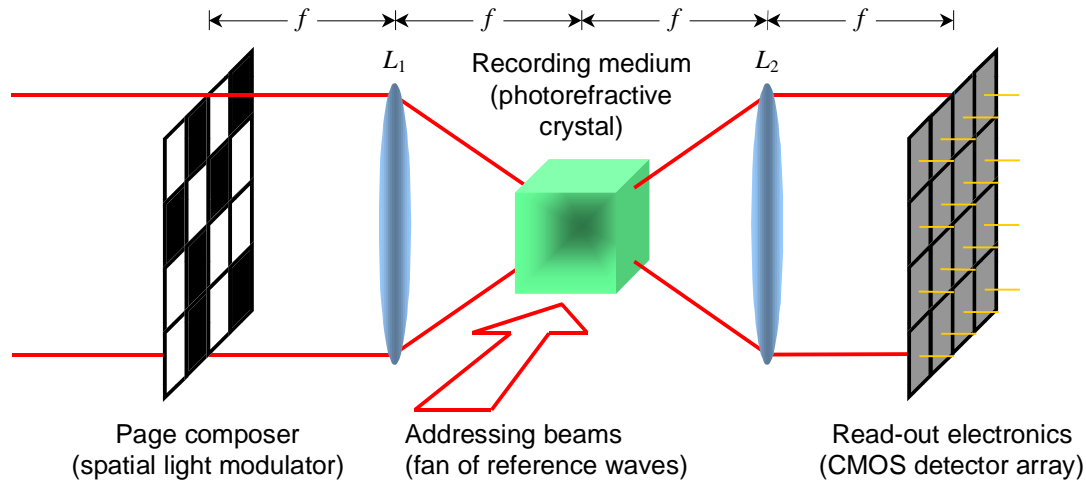 f f f f
L1 L2
Recording medium
(photorefractive
crystal)
Page composer
(spatial light modulator)
Addressing beams
(fan of reference waves)
Read-out electronics
(CMOS detector array)